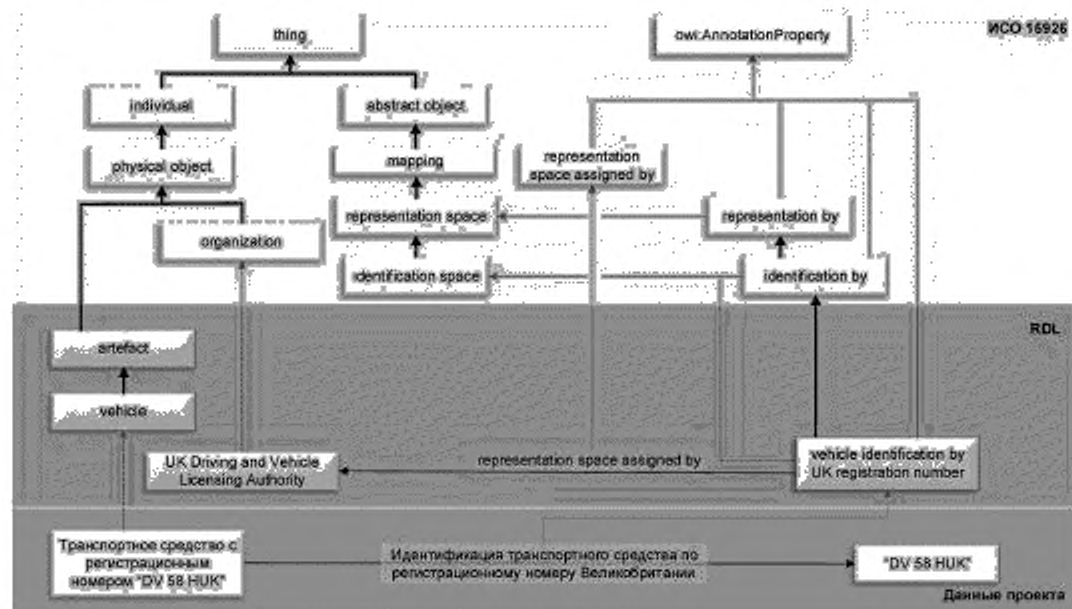 thing
owl:AnnotationProperty
ИСО 15926
individual
abstract object
physical object
mapping
representation
space assigned by
representation space
representation by
organization
identification space
identification by
RDL
artefact
vehicle
UK Driving and Vehicle
Licensing Authority
representation space assigned by
vehicle identification by
UK registration number
Транспортное средство с
регистрационным
номером "DV 58 HUK"
Идентификация транспортного средства по
регистрационному номеру Великобритании
"DV 58 HUK"
Данные проекта